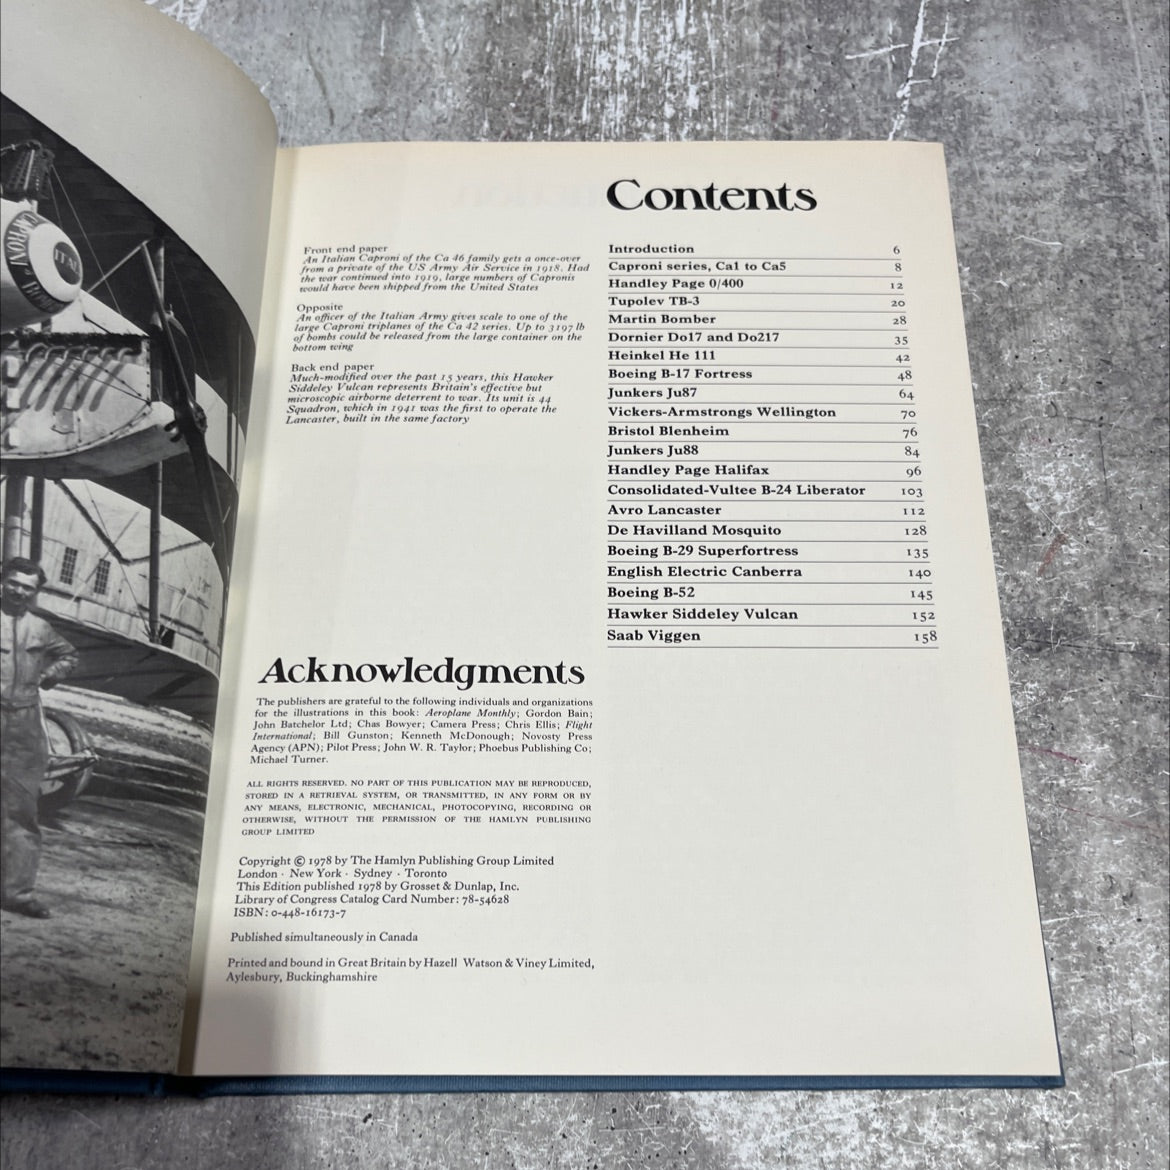 CAPRONI
ITAL
Front end paper
An Italian Caproni of the Ca 46 family gets a once-over
from a private of the US Army Air Service in 1918. Had
the war continued into 1919, large numbers of Capronis
would have been shipped from the United States
Opposite
An officer of the Italian Army gives scale to one of the
large Caproni triplanes of the Ca 42 series. Up to 3197 lb
of bombs could be released from the large container on the
bottom wing
Back end paper
Much-modified over the past 15 years, this Hawker
Siddeley Vulcan represents Britain's effective but
microscopic airborne deterrent to war. Its unit is 44
Squadron, which in 1941 was the first to operate the
Lancaster, built in the same factory
Acknowledgments
The publishers are grateful to the following individuals and organizations
for the illustrations in this book: Aeroplane Monthly; Gordon Bain;
John Batchelor Ltd; Chas Bowyer; Camera Press; Chris Ellis; Flight
International; Bill Gunston; Kenneth McDonough; Novosty Press
Agency (APN); Pilot Press; John W. R. Taylor; Phoebus Publishing Co;
Michael Turner.
ALL RIGHTS RESERVED. NO PART OF THIS PUBLICATION MAY BE REPRODUCED,
STORED IN A RETRIEVAL SYSTEM, OR TRANSMITTED, IN ANY FORM OR BY
ANY MEANS, ELECTRONIC, MECHANICAL, PHOTOCOPYING, RECORDING OR
OTHERWISE, WITHOUT THE PERMISSION OF THE HAMLYN PUBLISHING
GROUP LIMITED
Copyright © 1978 by The Hamlyn Publishing Group Limited
London · New York · Sydney · Toronto
This Edition published 1978 by Grosset & Dunlap, Inc.
Library of Congress Catalog Card Number: 78-54628
ISBN: 0-448-16173-7
Published simultaneously in Canada
Printed and bound in Great Britain by Hazell Watson & Viney Limited,
Aylesbury, Buckinghamshire
Contents
Introduction 6
Caproni series, Ca1 to Ca5 8
Handley Page 0/400 12
Tupolev TB-3 20
Martin Bomber 28
Dornier Do17 and Do217 35
Heinkel He 111 42
Boeing B-17 Fortress 48
Junkers Ju87 64
Vickers-Armstrongs Wellington 70
Bristol Blenheim 76
Junkers Ju88 84
Handley Page Halifax 96
Consolidated-Vultee B-24 Liberator 103
Avro Lancaster 112
De Havilland Mosquito 128
Boeing B-29 Superfortress 135
English Electric Canberra 140
Boeing B-52 145
Hawker Siddeley Vulcan 152
Saab Viggen 158